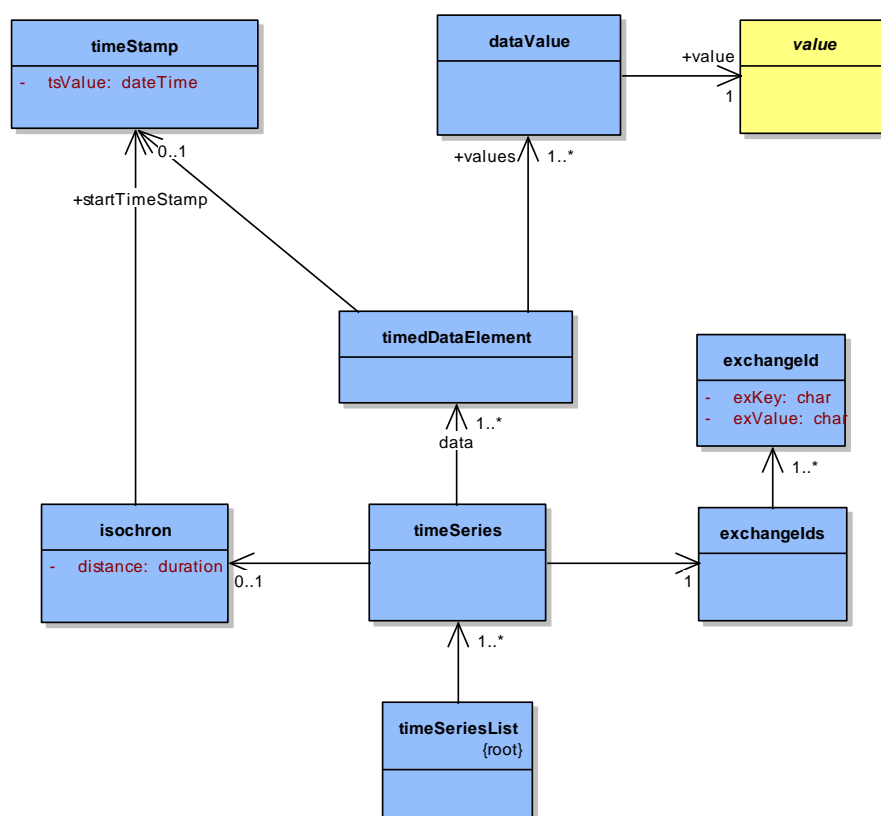 timeStamp
- tsValue: dateTime
dataValue
value
+value
1
0..1
+values
1..*
+startTimeStamp
timedDataElement
exchangeId
- exKey: char
- exValue: char
1..*
data
1..*
isochron
- distance: duration
timeSeries
exchangeIds
0..1
1
1..*
timeSeriesList
{root}